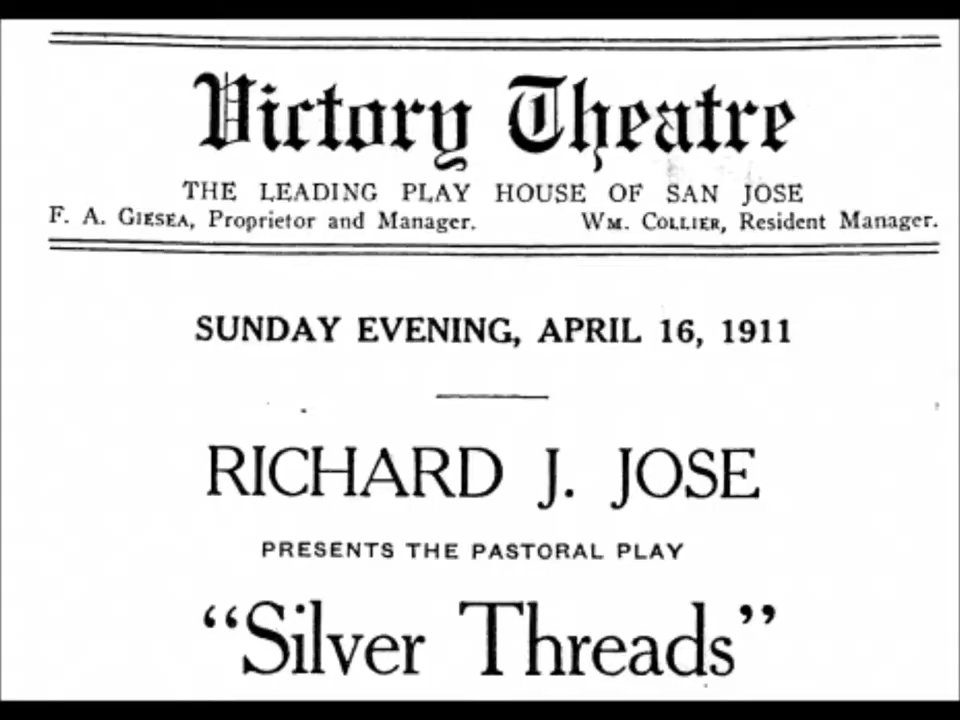 Victory Theatre
THE LEADING PLAY HOUSE OF SAN JOSE
F. A. GIESEA, Proprietor and Manager. WM. COLLIER, Resident Manager.
SUNDAY EVENING, APRIL 16, 1911
RICHARD J. JOSE
PRESENTS THE PASTORAL PLAY
“Silver Threads”